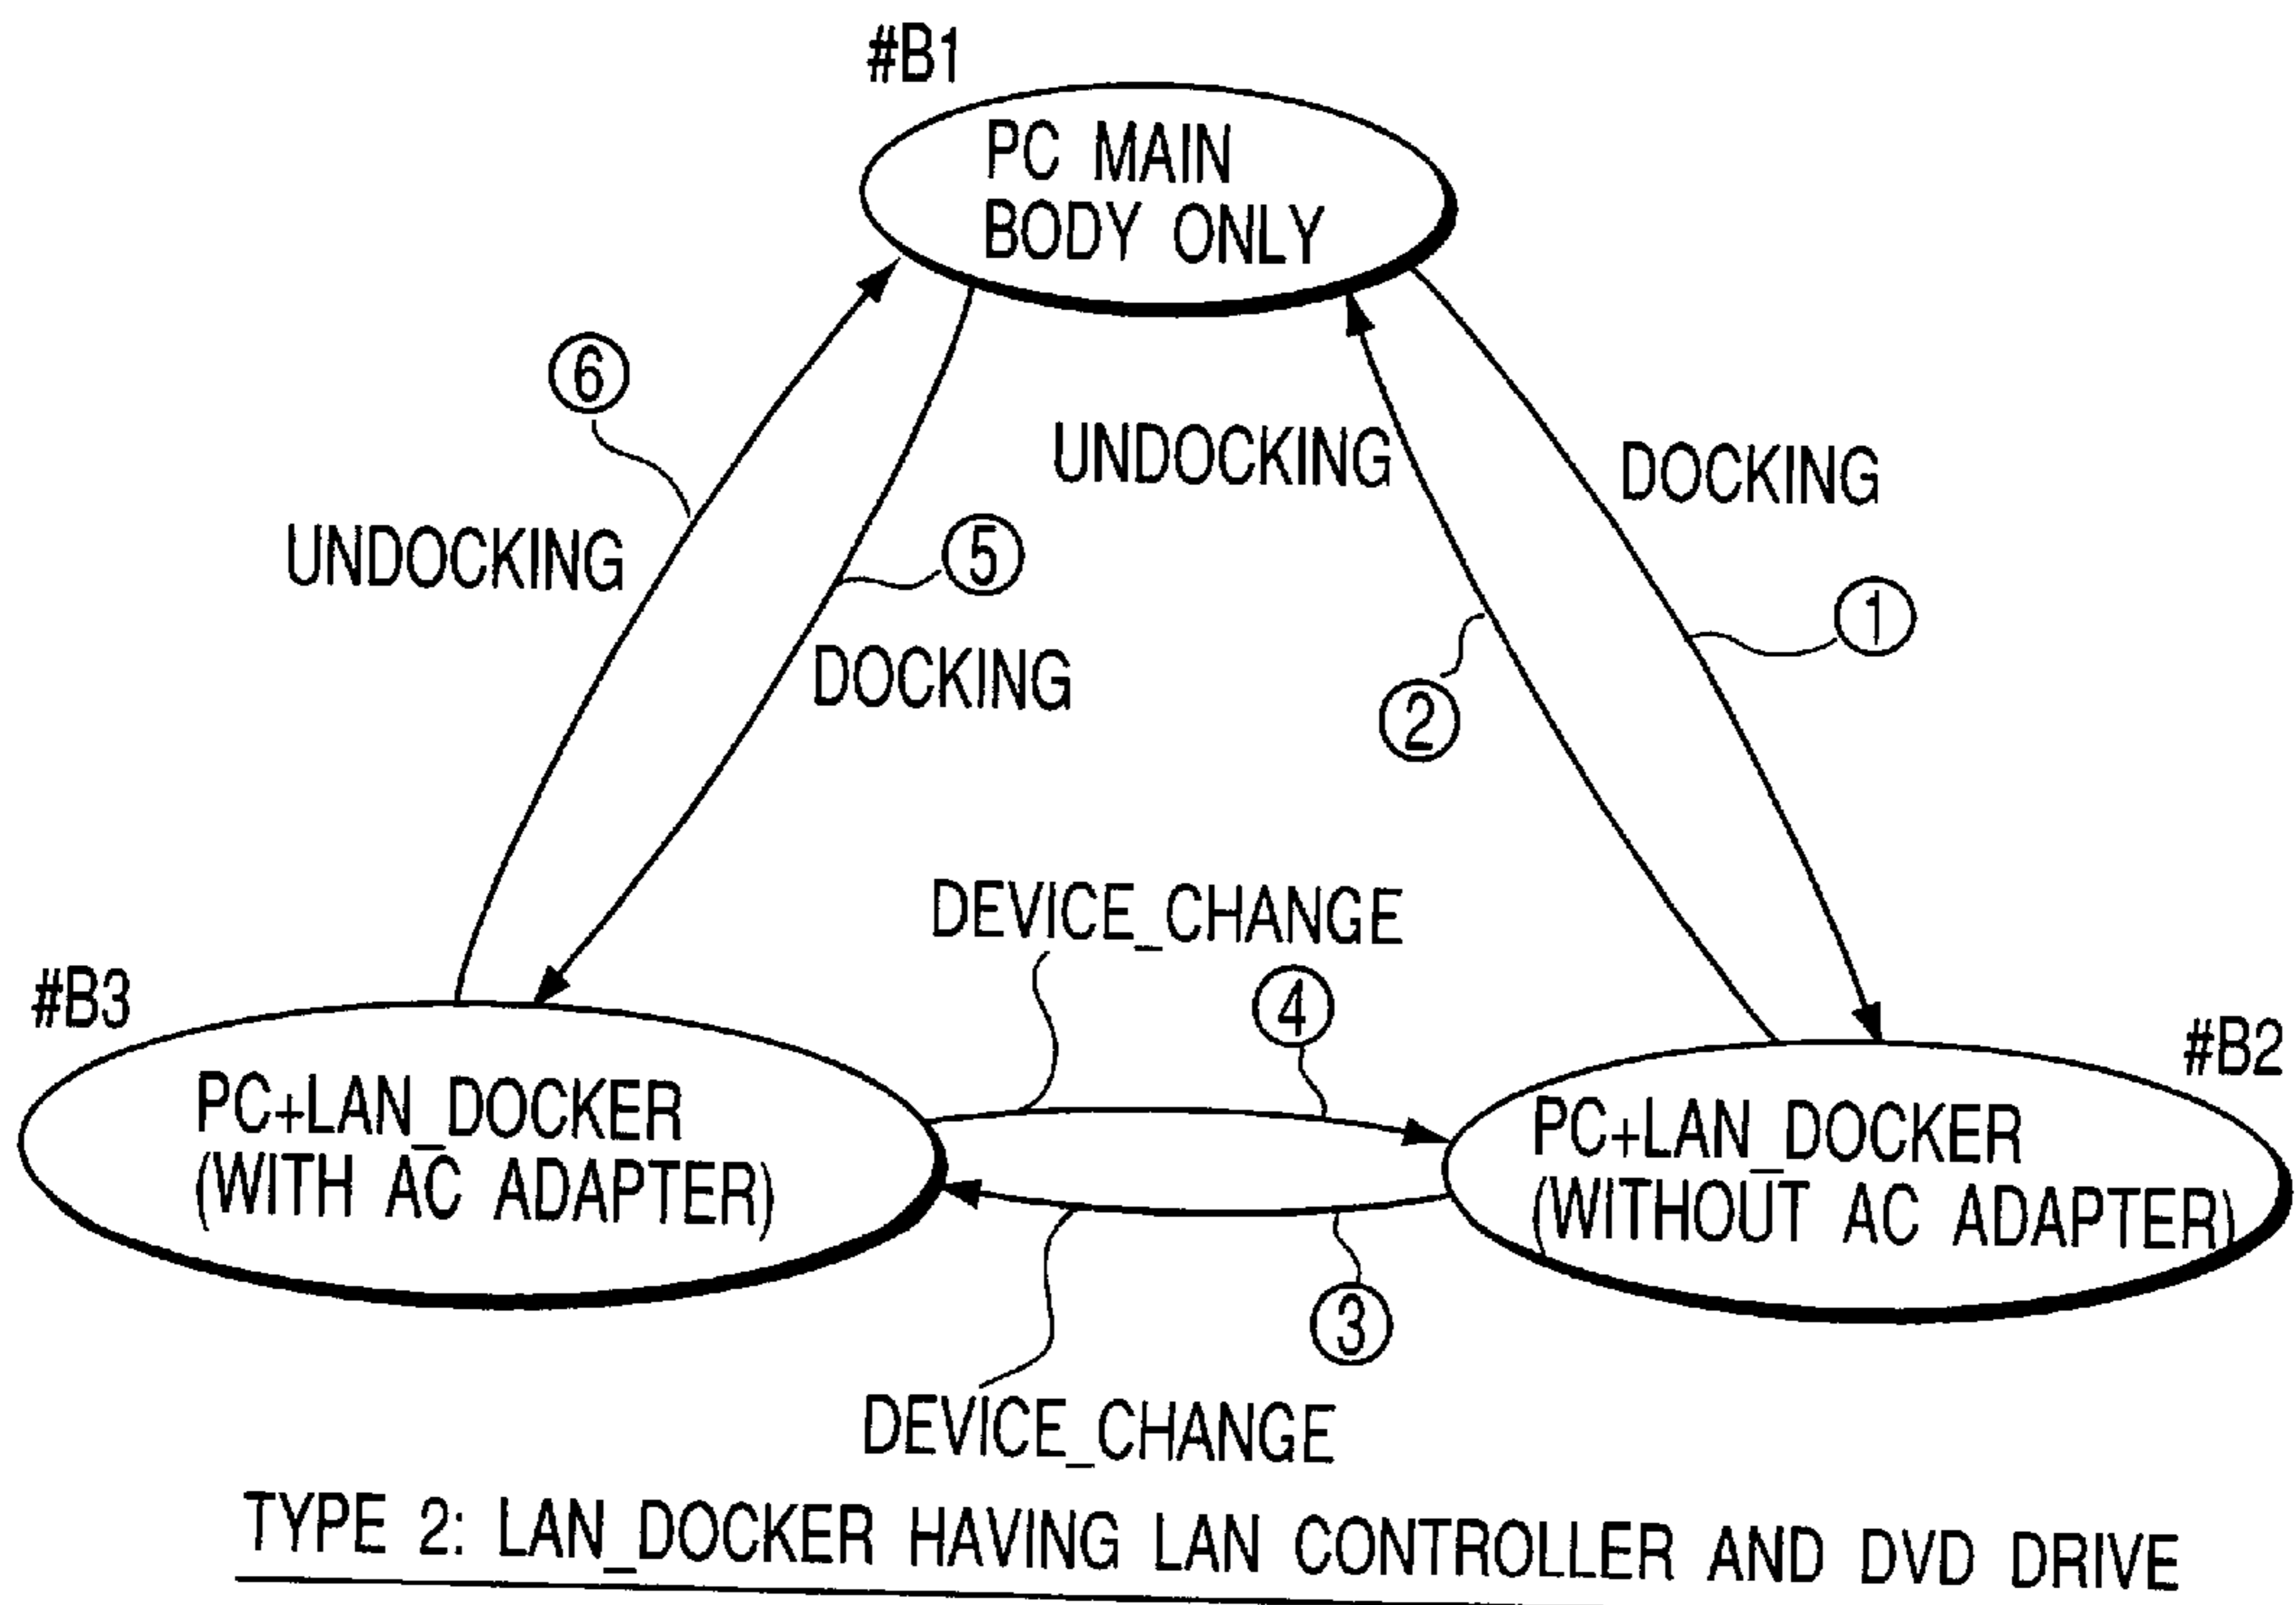 #B1
PC MAIN
BODY ONLY
⑥
UNDOCKING
DOCKING
UNDOCKING
⑤
①
DOCKING
②
DEVICE_CHANGE
④
#B3
#B2
PC+LAN_DOCKER
(WITH AC ADAPTER)
PC+LAN_DOCKER
(WITHOUT AC ADAPTER)
③
DEVICE_CHANGE
TYPE 2: LAN_DOCKER HAVING LAN CONTROLLER AND DVD DRIVE